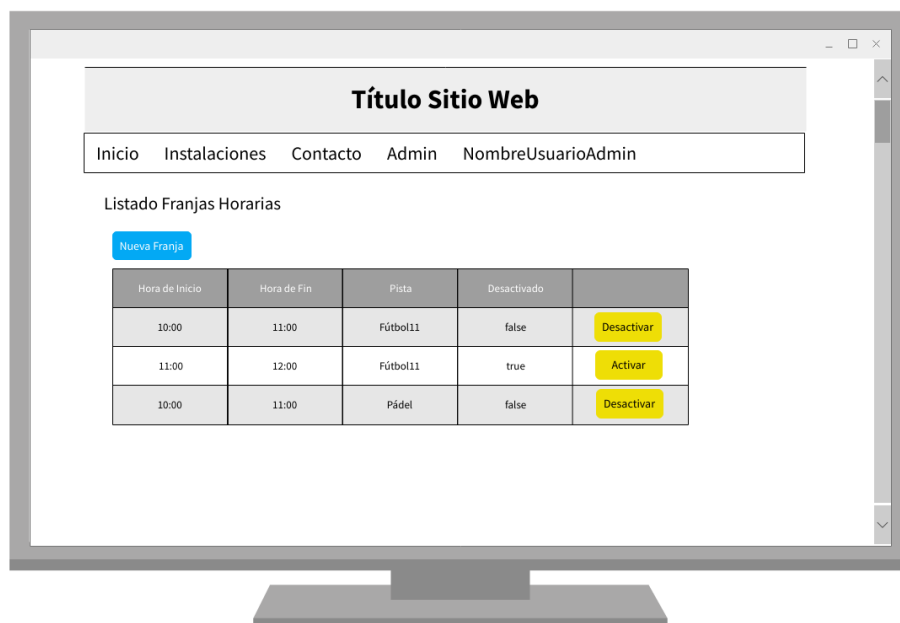 Título Sitio Web
Inicio Instalaciones Contacto Admin NombreUsuarioAdmin
Listado Franjas Horarias
Nueva Franja
Hora de Inicio Hora de Fin Pista Desactivado
10:00 11:00 Fútbol11 false Desactivar
11:00 12:00 Fútbol11 true Activar
10:00 11:00 Pádel false Desactivar